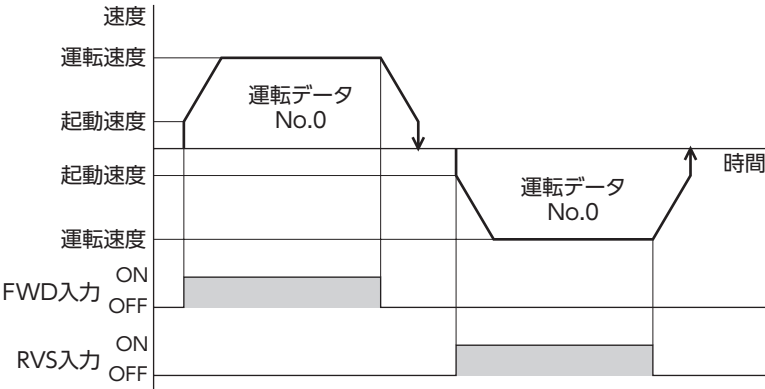 速度
運転速度
運転データ
No.0
起動速度
時間
起動速度
運転データ
No.0
運転速度
ON
FWD入力
OFF
ON
RVS入力
OFF